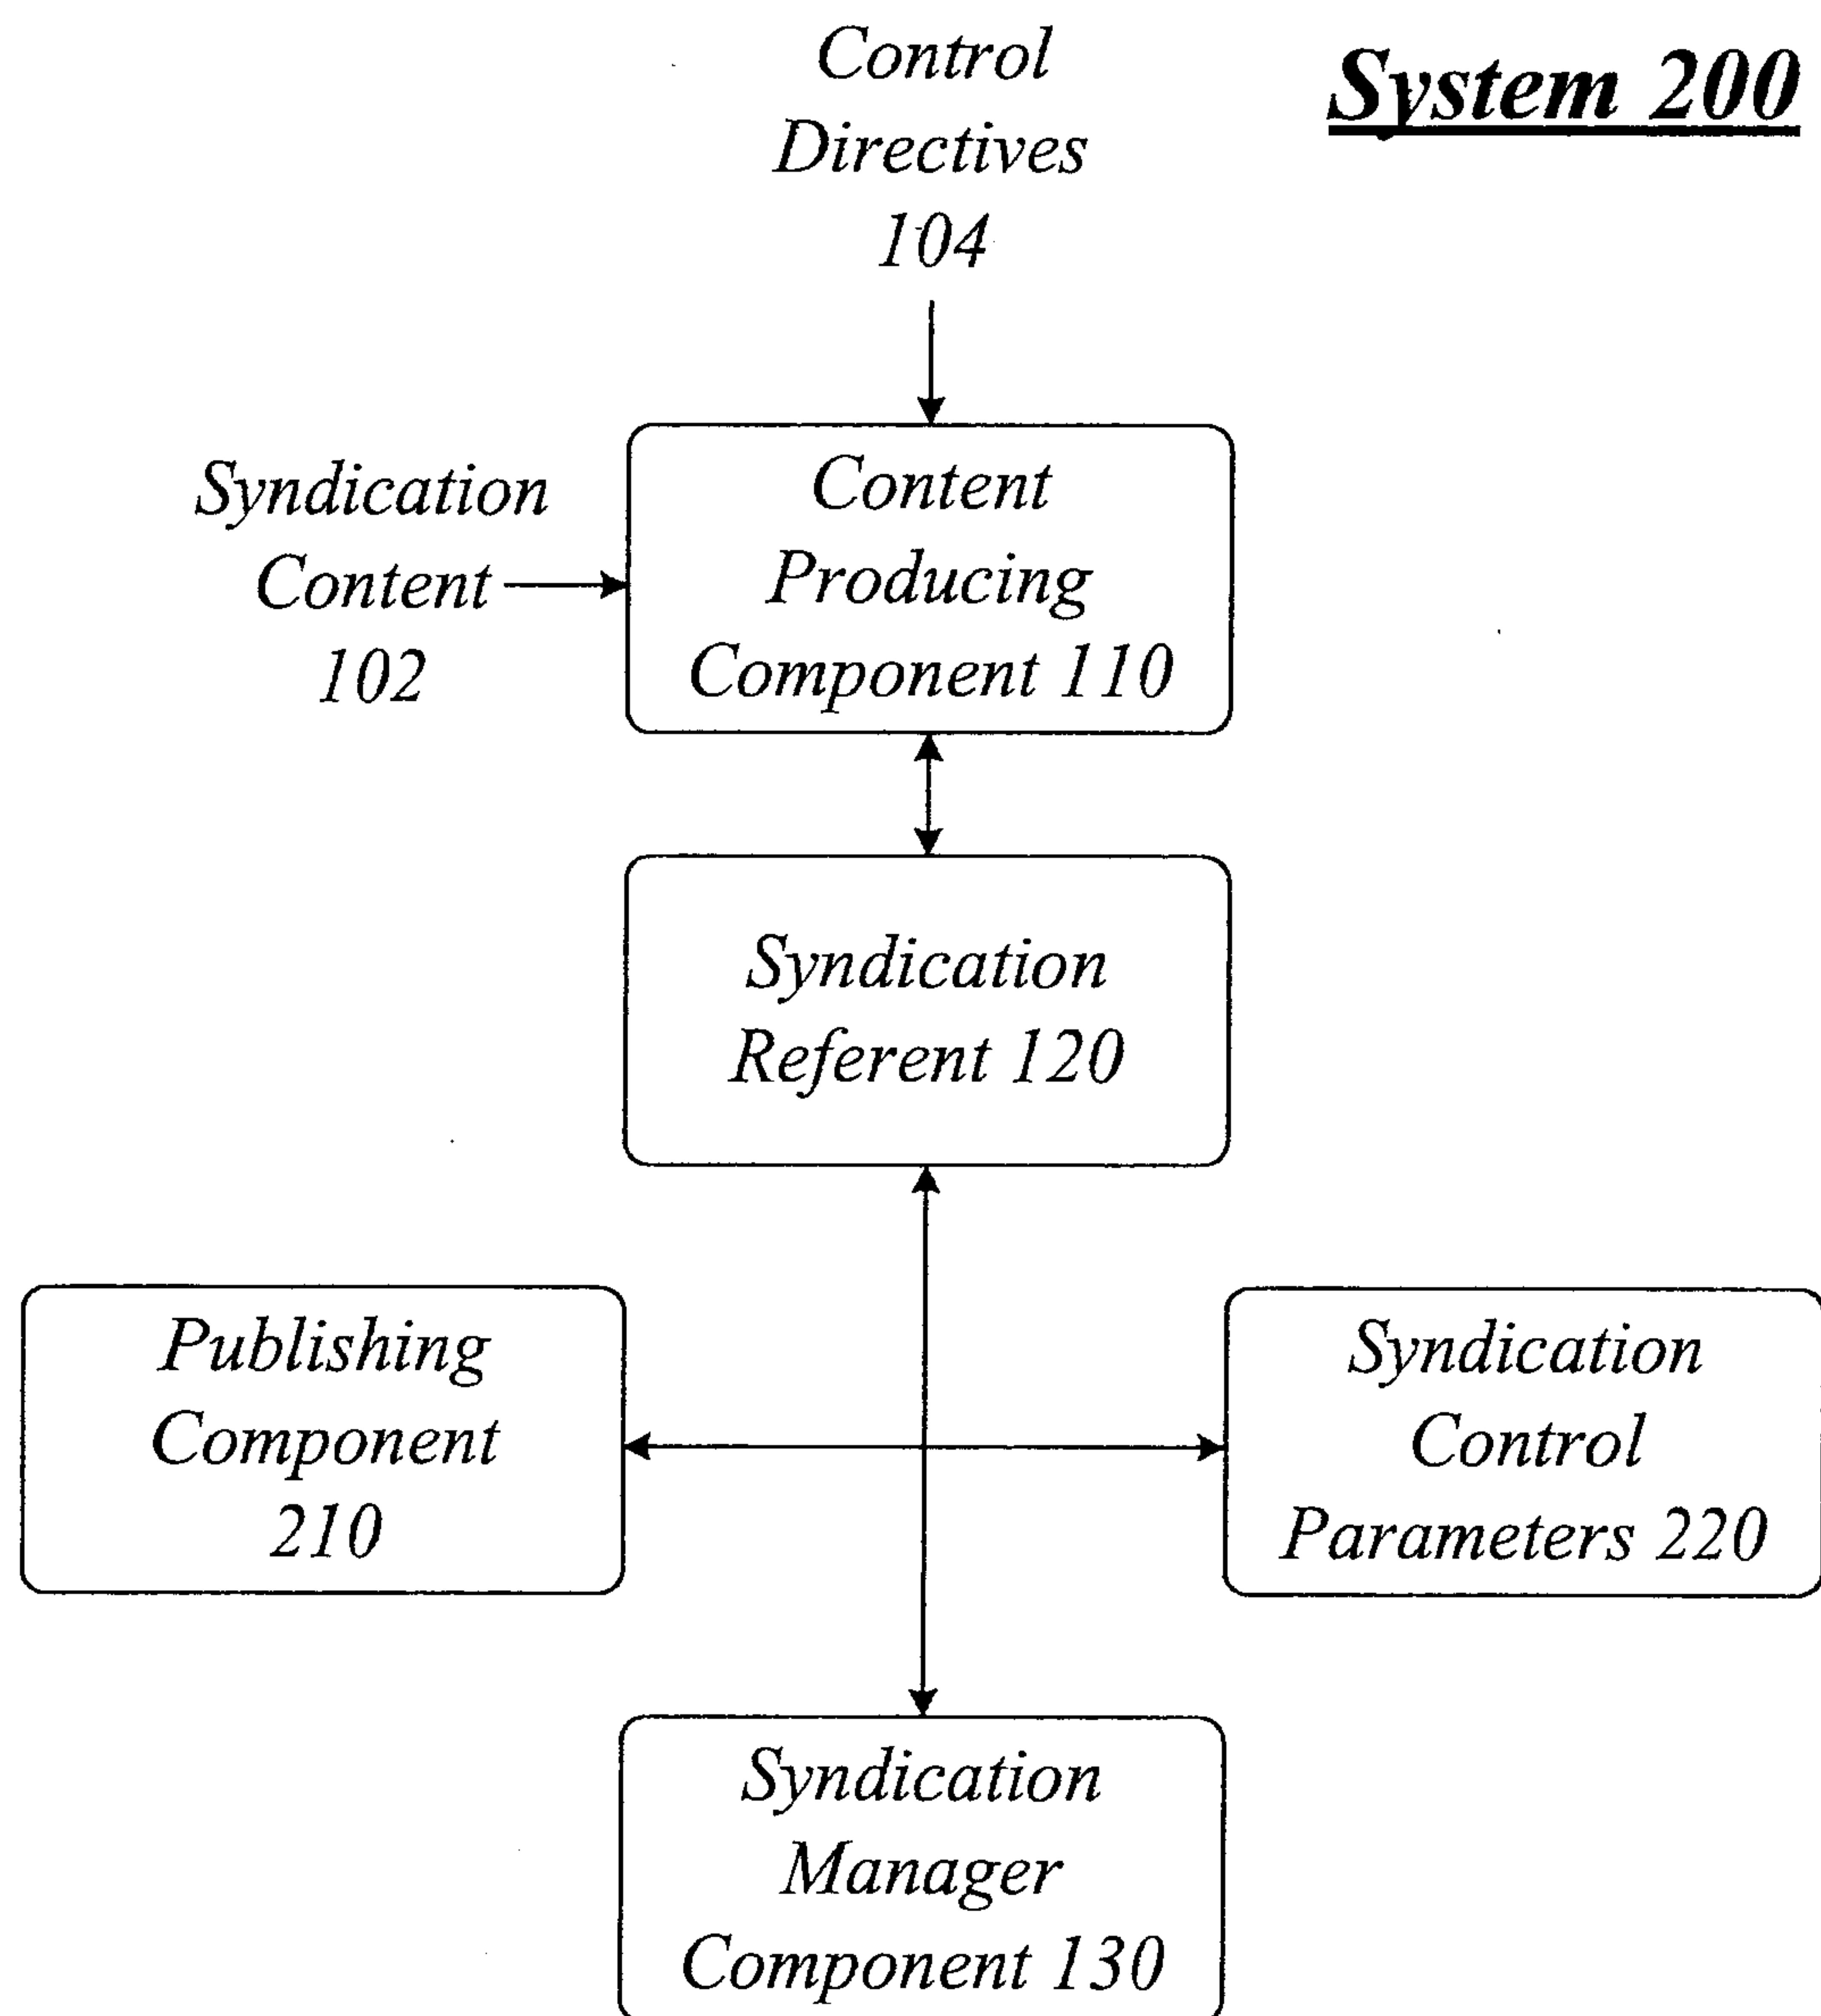 System 200
Control
Directives
104
Syndication
Content
102
Content
Producing
Component 110
Syndication
Referent 120
Publishing
Component
210
Syndication
Control
Parameters 220
Syndication
Manager
Component 130